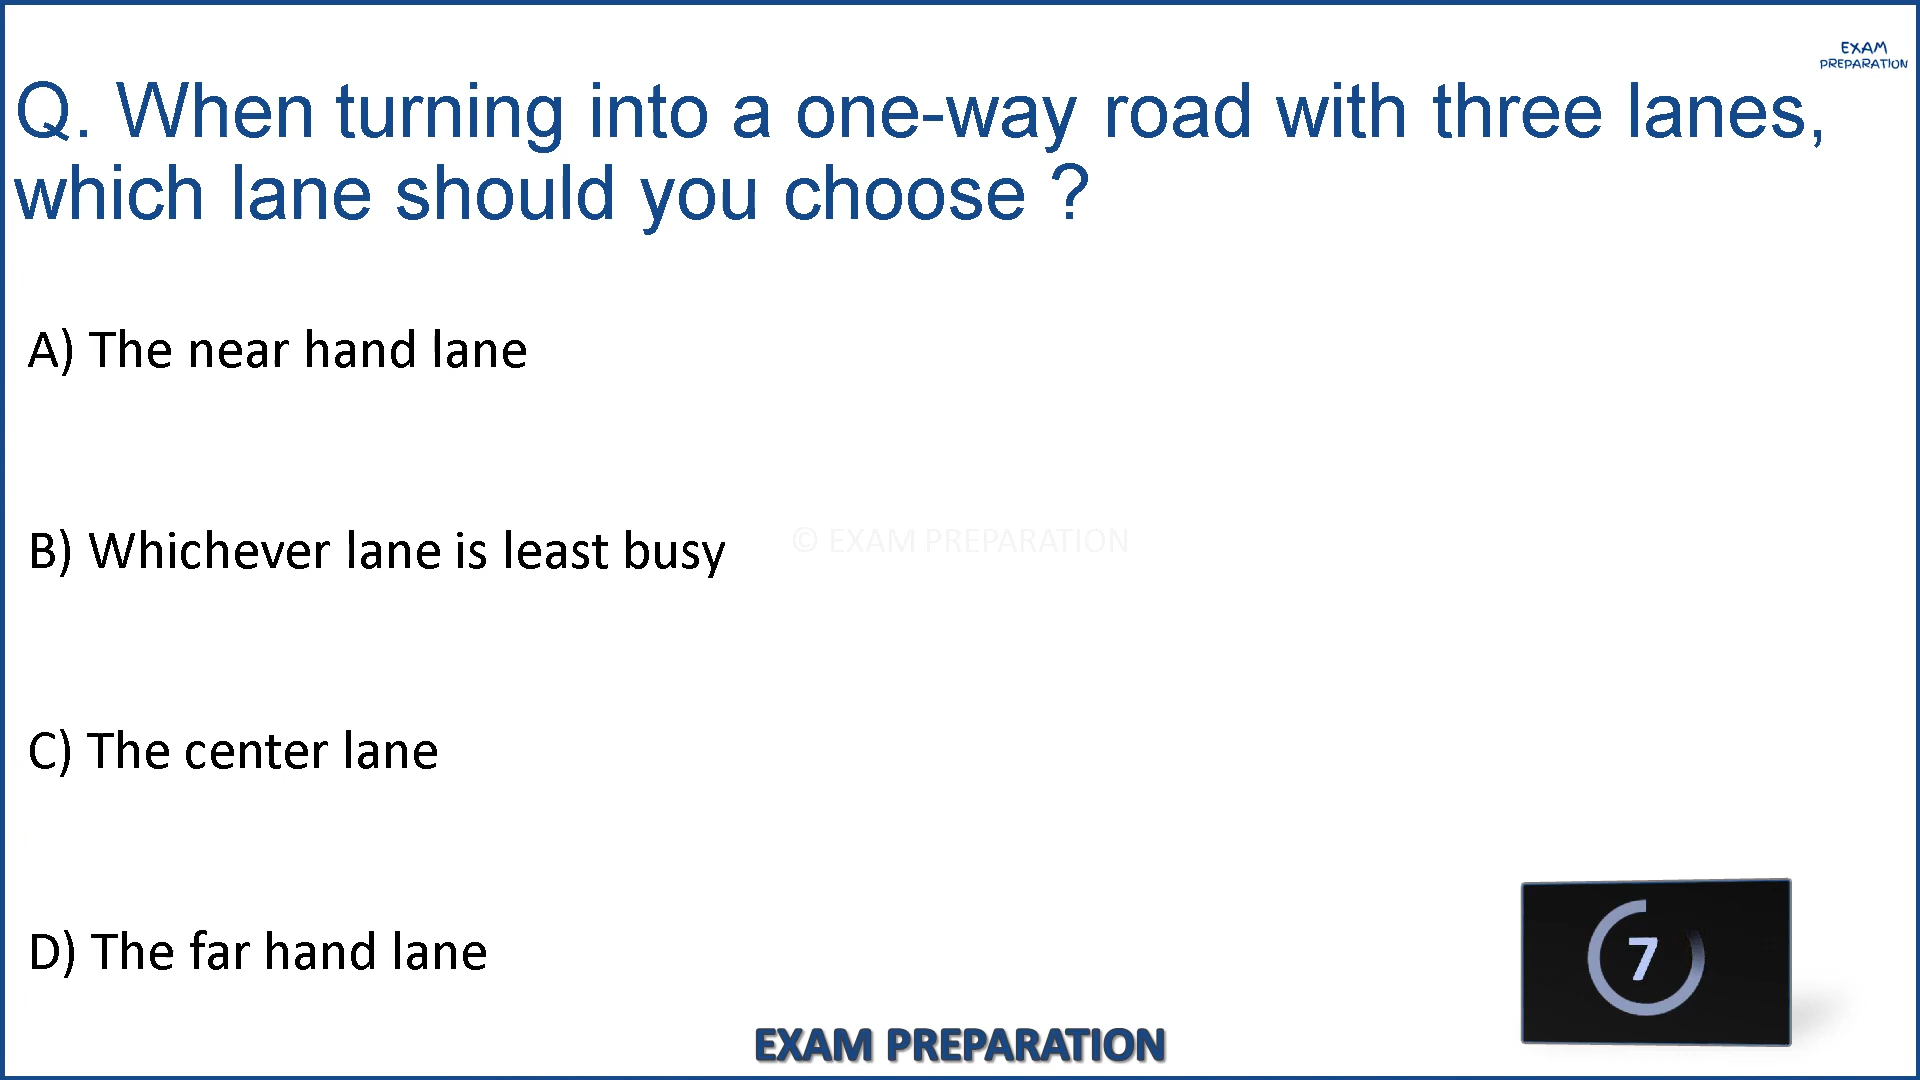 EXAM
PREPARATION
Q. When turning into a one-way road with three lanes,
which lane should you choose ?
A) The near hand lane
B) Whichever lane is least busy
© EXAM PREPARATION
C) The center lane
D) The far hand lane
7
EXAM PREPARATION